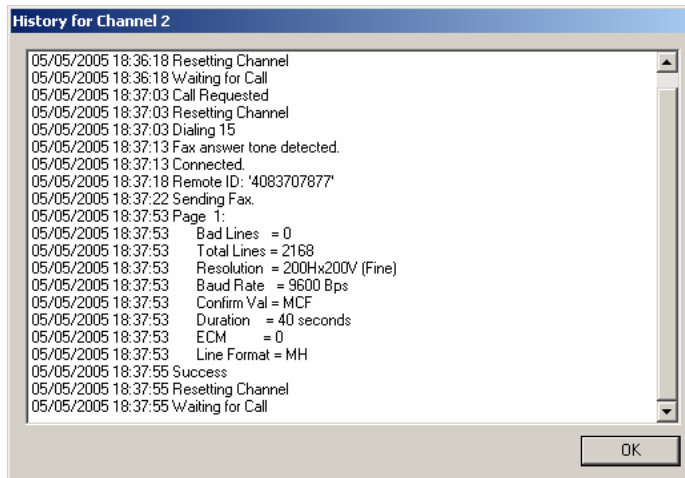 History for Channel 2
05/05/2005 18:36:18 Resetting Channel
05/05/2005 18:36:18 Waiting for Call
05/05/2005 18:37:03 Call Requested
05/05/2005 18:37:03 Resetting Channel
05/05/2005 18:37:03 Dialing 15
05/05/2005 18:37:13 Fax answer tone detected.
05/05/2005 18:37:13 Connected.
05/05/2005 18:37:18 Remote ID: '4083707877'
05/05/2005 18:37:22 Sending Fax.
05/05/2005 18:37:53 Page 1:
05/05/2005 18:37:53 Bad Lines = 0
05/05/2005 18:37:53 Total Lines = 2168
05/05/2005 18:37:53 Resolution = 200Hx200V (Fine)
05/05/2005 18:37:53 Baud Rate = 9600 Bps
05/05/2005 18:37:53 Confirm Val = MCF
05/05/2005 18:37:53 Duration = 40 seconds
05/05/2005 18:37:53 ECM = 0
05/05/2005 18:37:53 Line Format = MH
05/05/2005 18:37:55 Success
05/05/2005 18:37:55 Resetting Channel
05/05/2005 18:37:55 Waiting for Call
OK